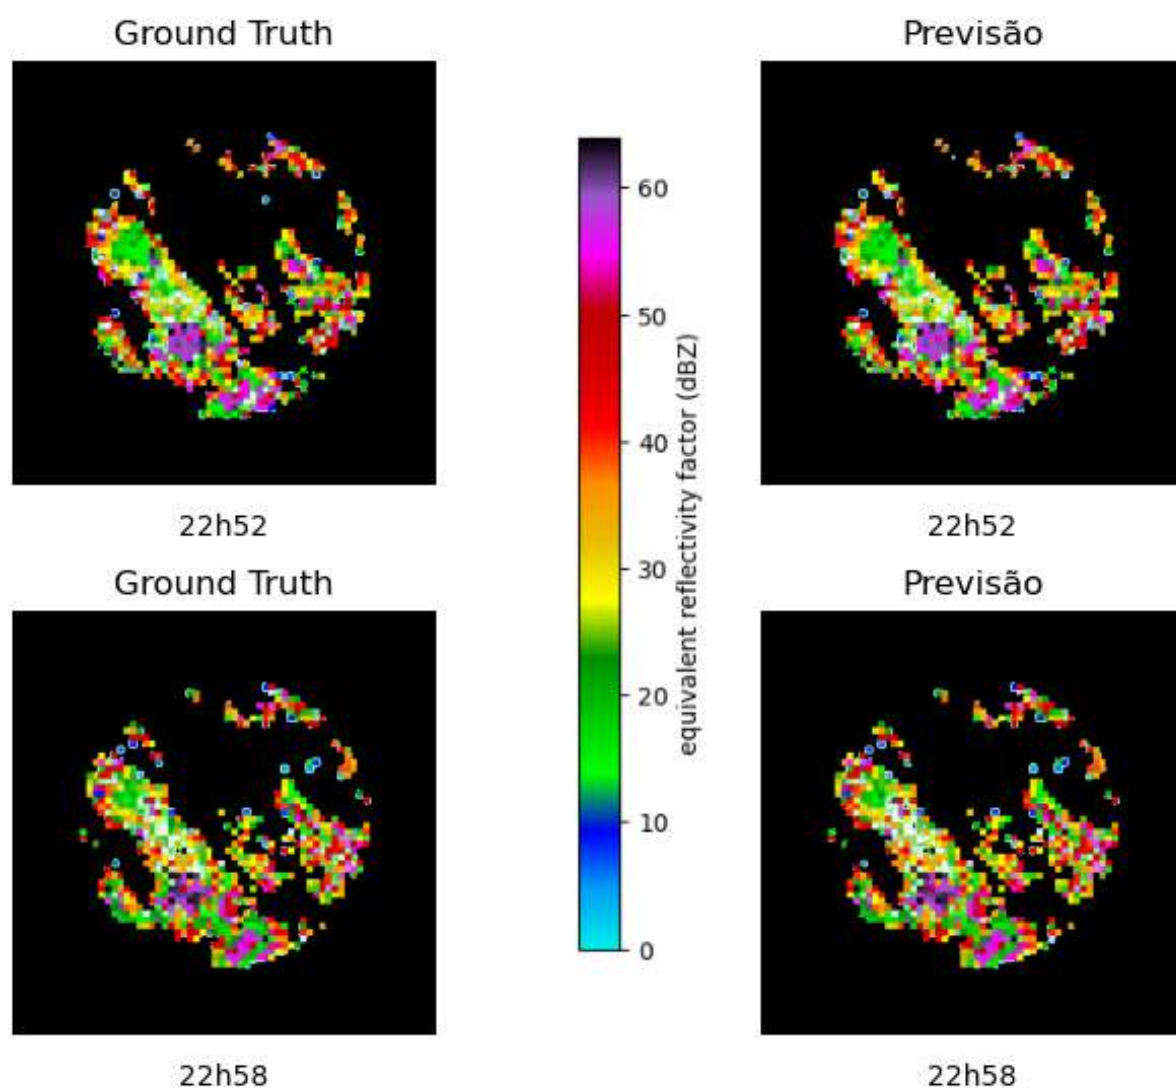 Ground Truth
Previsão
22h52
22h52
60
50
40
30
20
10
0
equivalent reflectivity factor (dBZ)
Ground Truth
Previsão
22h58
22h58